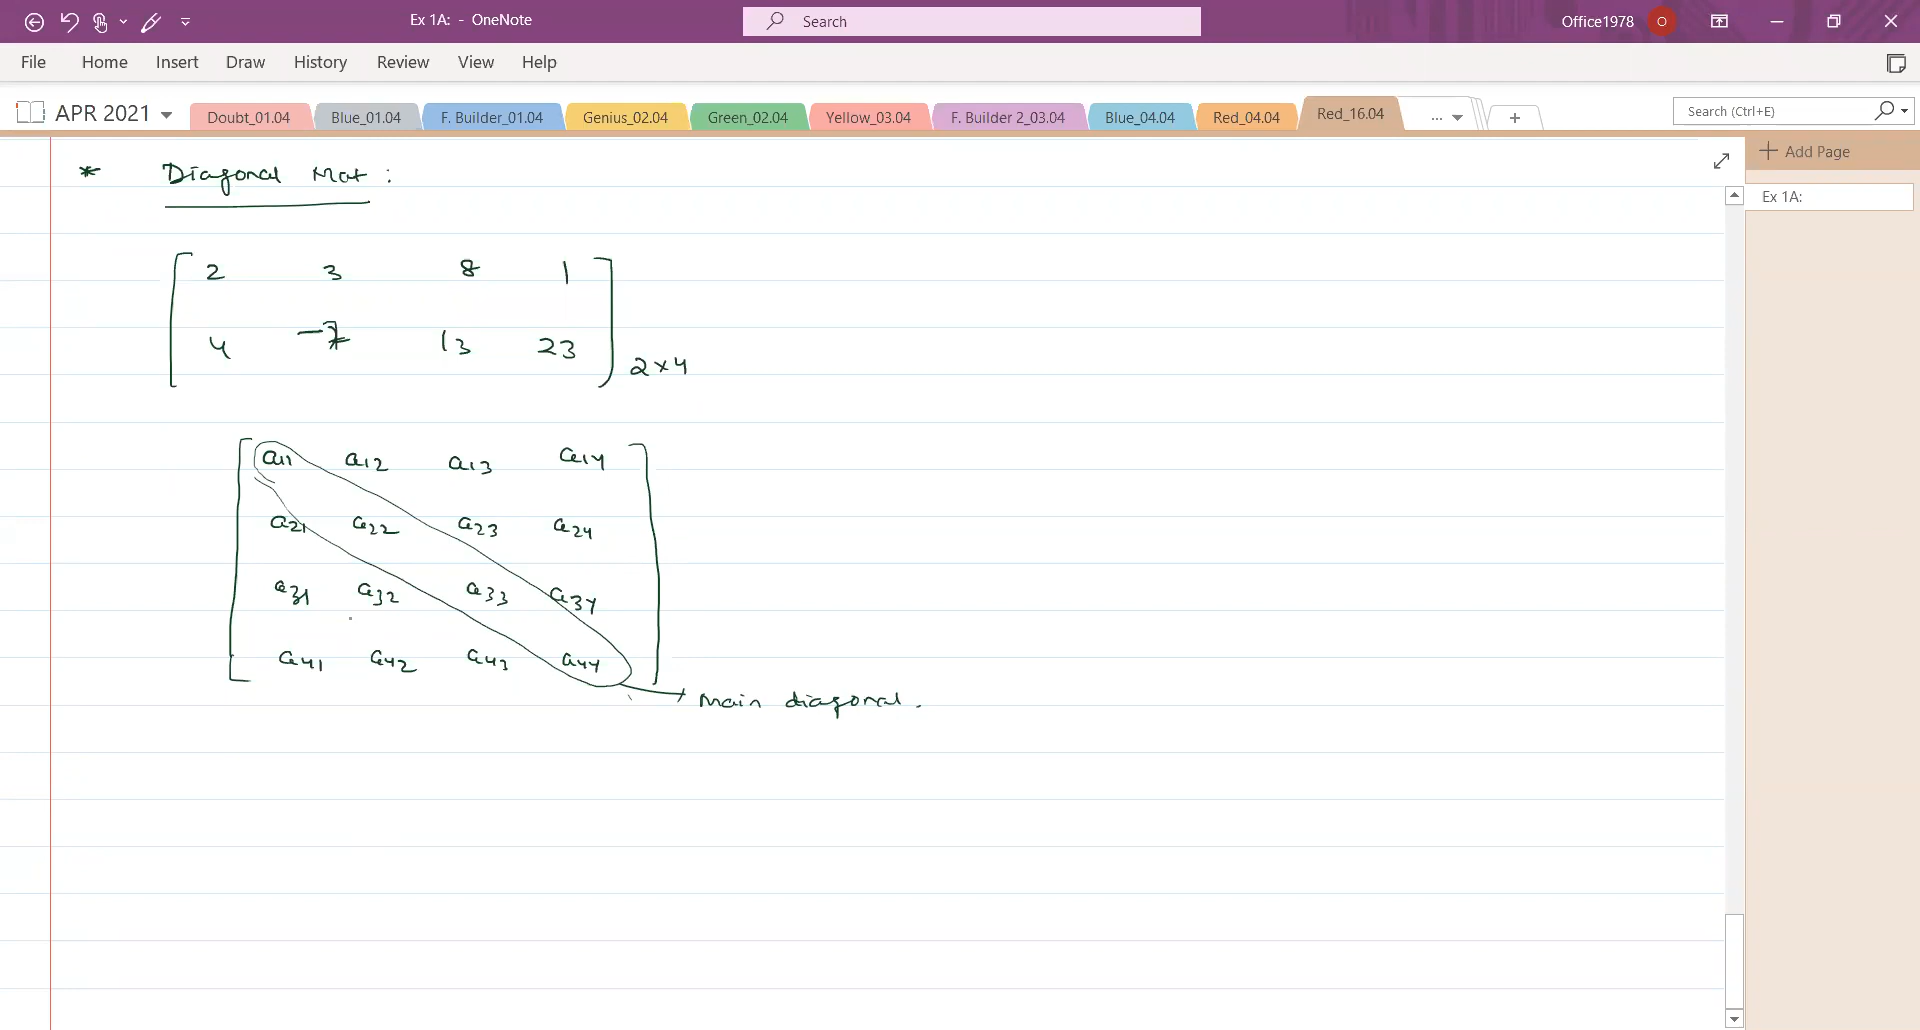 Ex 1A: - OneNote
Search
Office1978
O
File Home Insert Draw History Review View Help
APR 2021
Doubt_01.04 Blue_01.04 F. Builder_01.04 Genius_02.04 Green_02.04 Yellow_03.04 F. Builder 2_03.04 Blue_04.04 Red_04.04 Red_16.04 ... +
Search (Ctrl+E)
Add Page
Ex 1A:
* Diagonal Mat :
2 3 8 1
4 -7 13 23
2×4
a11 a12 a13 a14
a21 a22 a23 a24
a31 a32 a33 a34
a41 a42 a43 a44
Main diagonal.